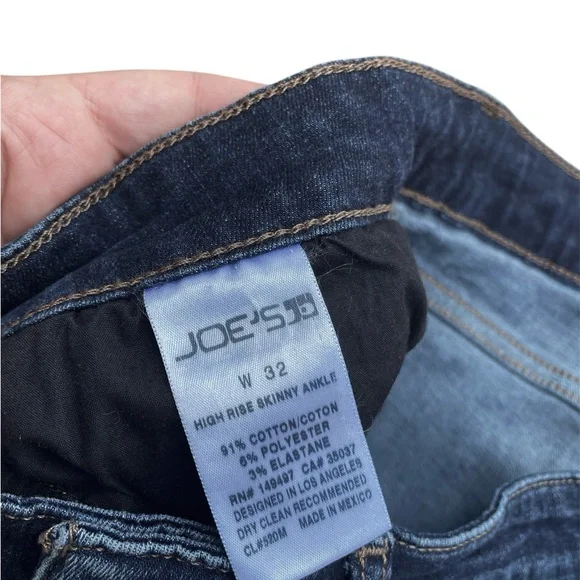 JOE'S
W 32
HIGH RISE SKINNY ANKLE
91% COTTON/COTON
6% POLYESTER
3% ELASTANE
RN# 149497 CA# 35037
DESIGNED IN LOS ANGELES
DRY CLEAN RECOMMENDED
CL#520M MADE IN MEXICO